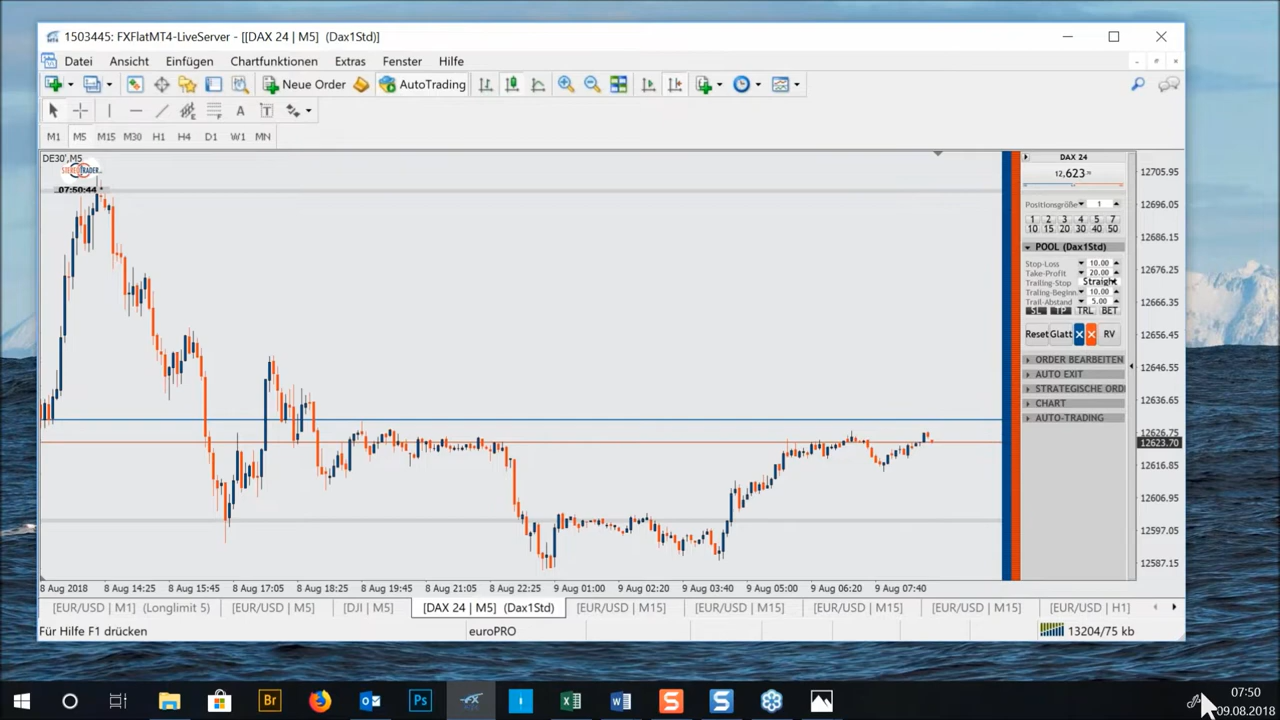 1503445: FXFlatMT4-LiveServer - [[DAX 24 | M5] (Dax1Std)]
Datei Ansicht Einfügen Chartfunktionen Extras Fenster Hilfe
Neue Order AutoTrading
M1 M5 M15 M30 H1 H4 D1 W1 MN
DE30',M5
STEREOTRADER
07:50:44
DAX 24
12,623.70
Positionsgröße 1
1 2 3 4 5 7
10 15 20 30 40 50
POOL (Dax1Std)
Stop-Loss 10.00
Take-Profit 20.00
Trailing-Stop Straight
Traling-Beginn 10.00
Trail-Abstand 5.00
SL TP TRL BET
Reset Glatt × × RV
ORDER BEARBEITEN
AUTO EXIT
STRATEGISCHE ORD
CHART
AUTO-TRADING
12705.95
12696.05
12686.15
12676.25
12666.35
12656.45
12646.55
12636.65
12626.75
12623.70
12616.85
12606.95
12597.05
12587.15
8 Aug 2018 8 Aug 14:25 8 Aug 15:45 8 Aug 17:05 8 Aug 18:25 8 Aug 19:45 8 Aug 21:05 8 Aug 22:25 9 Aug 01:00 9 Aug 02:20 9 Aug 03:40 9 Aug 05:00 9 Aug 06:20 9 Aug 07:40
[EUR/USD | M1] (Longlimit 5) [EUR/USD | M5] [DJI | M5] [DAX 24 | M5] (Dax1Std) [EUR/USD | M15] [EUR/USD | M15] [EUR/USD | M15] [EUR/USD | M15] [EUR/USD | H1]
Für Hilfe F1 drücken euroPRO 13204/75 kb
Br Ps W S S
07:50
09.08.2018